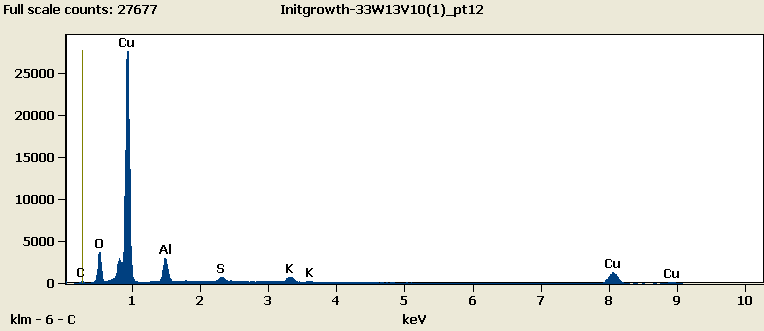 Full scale counts: 27677 Initgrowth-33W13V10(1)_pt12
Cu
25000
20000
15000
10000
5000
0
C O Al S K K Cu Cu
1 2 3 4 5 6 7 8 9 10
klm - 6 - C keV